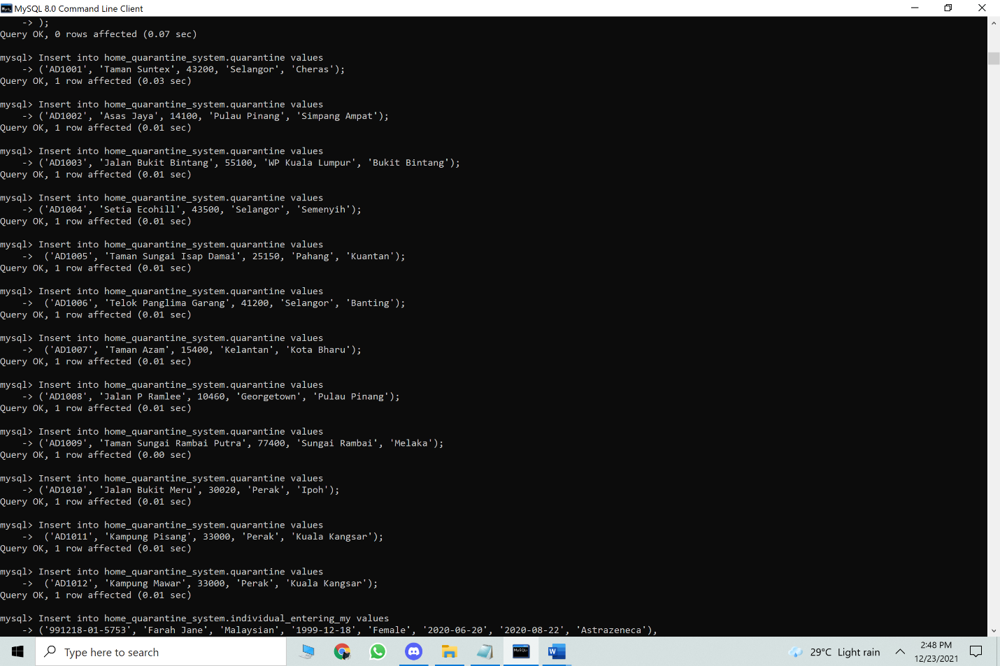 MySQL 8.0 Command Line Client
    -> );
Query OK, 0 rows affected (0.07 sec)
mysql> Insert into home_quarantine_system.quarantine values
    -> ('AD1001', 'Taman Suntex', 43200, 'Selangor', 'Cheras');
Query OK, 1 row affected (0.03 sec)
mysql> Insert into home_quarantine_system.quarantine values
    -> ('AD1002', 'Asas Jaya', 14100, 'Pulau Pinang', 'Simpang Ampat');
Query OK, 1 row affected (0.01 sec)
mysql> Insert into home_quarantine_system.quarantine values
    -> ('AD1003', 'Jalan Bukit Bintang', 55100, 'WP Kuala Lumpur', 'Bukit Bintang');
Query OK, 1 row affected (0.01 sec)
mysql> Insert into home_quarantine_system.quarantine values
    -> ('AD1004', 'Setia Ecohill', 43500, 'Selangor', 'Semenyih');
Query OK, 1 row affected (0.01 sec)
mysql> Insert into home_quarantine_system.quarantine values
    ->  ('AD1005', 'Taman Sungai Isap Damai', 25150, 'Pahang', 'Kuantan');
Query OK, 1 row affected (0.01 sec)
mysql> Insert into home_quarantine_system.quarantine values
    ->  ('AD1006', 'Telok Panglima Garang', 41200, 'Selangor', 'Banting');
Query OK, 1 row affected (0.01 sec)
mysql> Insert into home_quarantine_system.quarantine values
    ->  ('AD1007', 'Taman Azam', 15400, 'Kelantan', 'Kota Bharu');
Query OK, 1 row affected (0.01 sec)
mysql> Insert into home_quarantine_system.quarantine values
    -> ('AD1008', 'Jalan P Ramlee', 10460, 'Georgetown', 'Pulau Pinang');
Query OK, 1 row affected (0.01 sec)
mysql> Insert into home_quarantine_system.quarantine values
    -> ('AD1009', 'Taman Sungai Rambai Putra', 77400, 'Sungai Rambai', 'Melaka');
Query OK, 1 row affected (0.00 sec)
mysql> Insert into home_quarantine_system.quarantine values
    -> ('AD1010', 'Jalan Bukit Meru', 30020, 'Perak', 'Ipoh');
Query OK, 1 row affected (0.01 sec)
mysql> Insert into home_quarantine_system.quarantine values
    ->  ('AD1011', 'Kampung Pisang', 33000, 'Perak', 'Kuala Kangsar');
Query OK, 1 row affected (0.01 sec)
mysql> Insert into home_quarantine_system.quarantine values
    ->  ('AD1012', 'Kampung Mawar', 33000, 'Perak', 'Kuala Kangsar');
Query OK, 1 row affected (0.01 sec)
mysql> Insert into home_quarantine_system.individual_entering_my values
    -> ('991218-01-5753', 'Farah Jane', 'Malaysian', '1999-12-18', 'Female', '2020-06-20', '2020-08-22', 'Astrazeneca'),
Type here to search
29°C Light rain
2:48 PM
12/23/2021